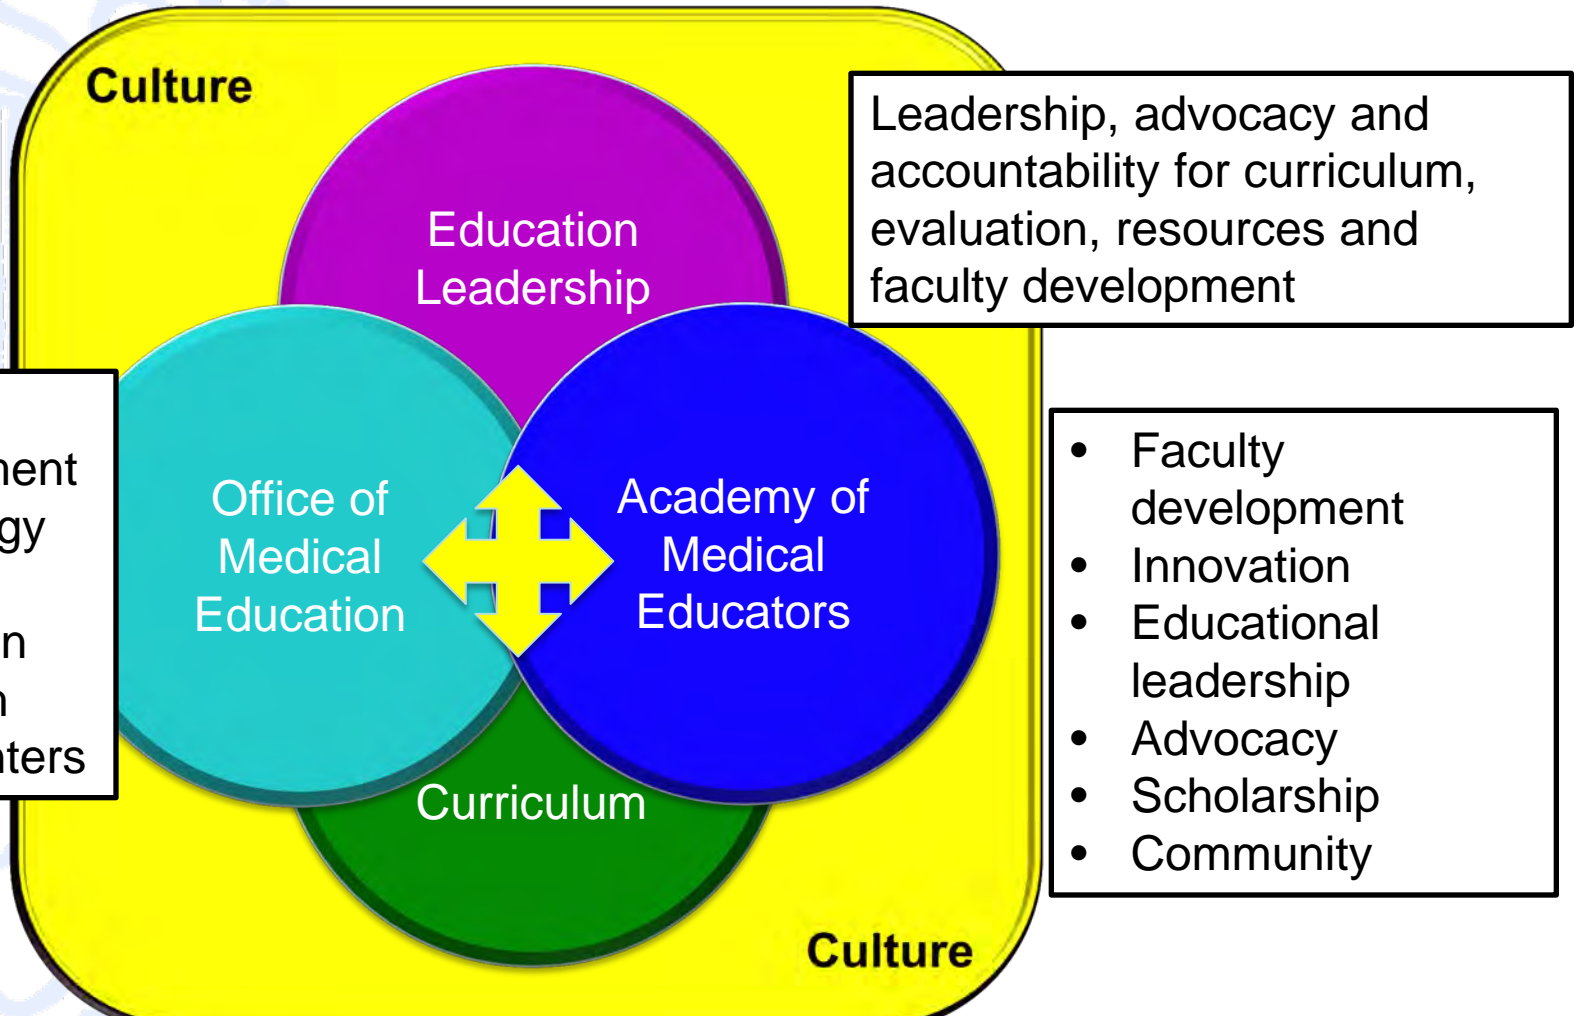 Culture
Leadership, advocacy and
accountability for curriculum,
evaluation, resources and
faculty development
Education
Leadership
Office of
Medical
Education
Academy of
Medical
Educators
• Faculty
development
• Innovation
• Educational
leadership
• Advocacy
• Scholarship
• Community
Curriculum
Culture